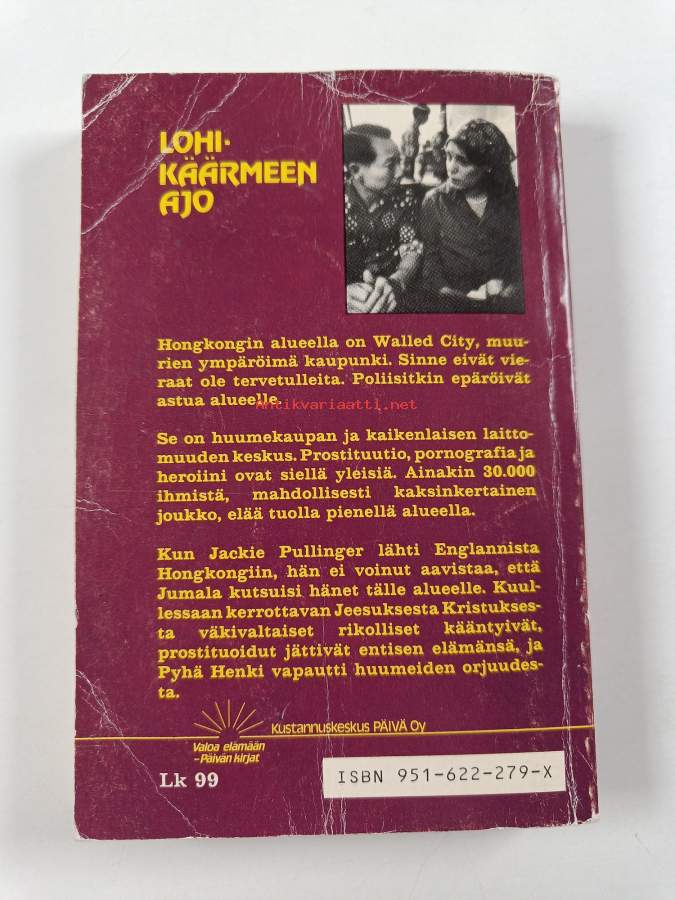 LOHI-
KÄÄRMEEN
AJO
Hongkongin alueella on Walled City, muu-
rien ympäröimä kaupunki. Sinne eivät vie-
raat ole tervetulleita. Poliisitkin epäröivät
astua alueelle.
Antikvariaatti.net
Se on huumekaupan ja kaikenlaisen laitto-
muuden keskus. Prostituutio, pornografia ja
heroiini ovat siellä yleisiä. Ainakin 30.000
ihmistä, mahdollisesti kaksinkertainen
joukko, elää tuolla pienellä alueella.
Kun Jackie Pullinger lähti Englannista
Hongkongiin, hän ei voinut aavistaa, että
Jumala kutsuisi hänet tälle alueelle. Kuul-
lessaan kerrottavan Jeesuksesta Kristukses-
ta väkivaltaiset rikolliset kääntyivät,
prostituoidut jättivät entisen elämänsä, ja
Pyhä Henki vapautti huumeiden orjuudes-
ta.
Kustannuskeskus PÄIVÄ Oy
Valoa elämään
-Päivän kirjat
Lk 99
ISBN 951-622-279-X